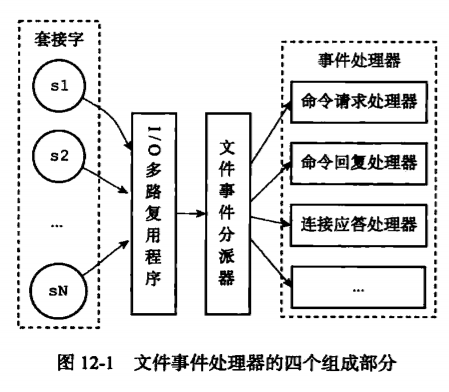 套接字
s1
s2
...
sN
I/O多路复用程序
文件事件分派器
事件处理器
命令请求处理器
命令回复处理器
连接应答处理器
...
图 12-1 文件事件处理器的四个组成部分